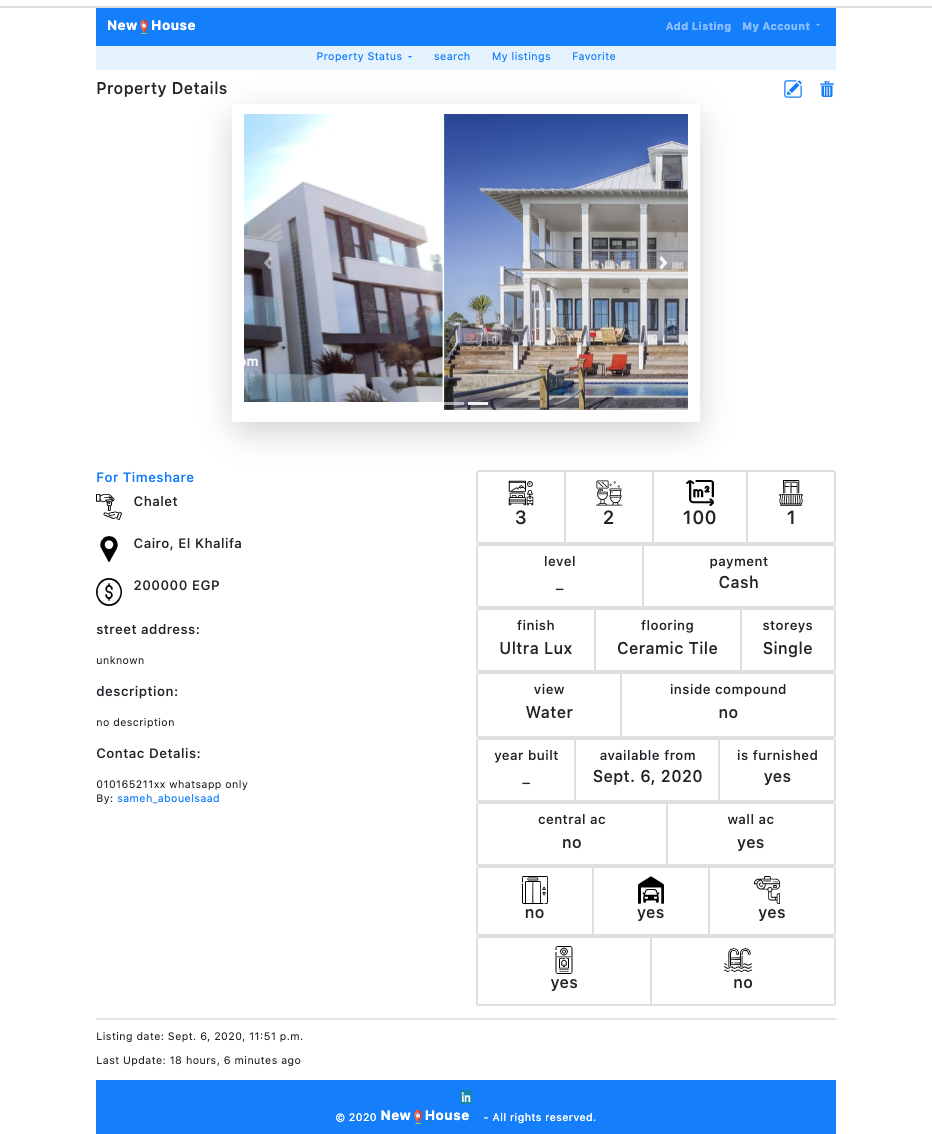 New House
Add Listing My Account
Property Status search My listings Favorite
Property Details
om
For Timeshare
Chalet
Cairo, El Khalifa
200000 EGP
street address:
unknown
description:
no description
Contac Detalis:
010165211xx whatsapp only
By: sameh_abouelsaad
3 2 m² 100 1
level payment
_ Cash
finish flooring storeys
Ultra Lux Ceramic Tile Single
view inside compound
Water no
year built available from is furnished
_ Sept. 6, 2020 yes
central ac wall ac
no yes
no yes yes
yes no
Listing date: Sept. 6, 2020, 11:51 p.m.
Last Update: 18 hours, 6 minutes ago
in
© 2020 New House - All rights reserved.